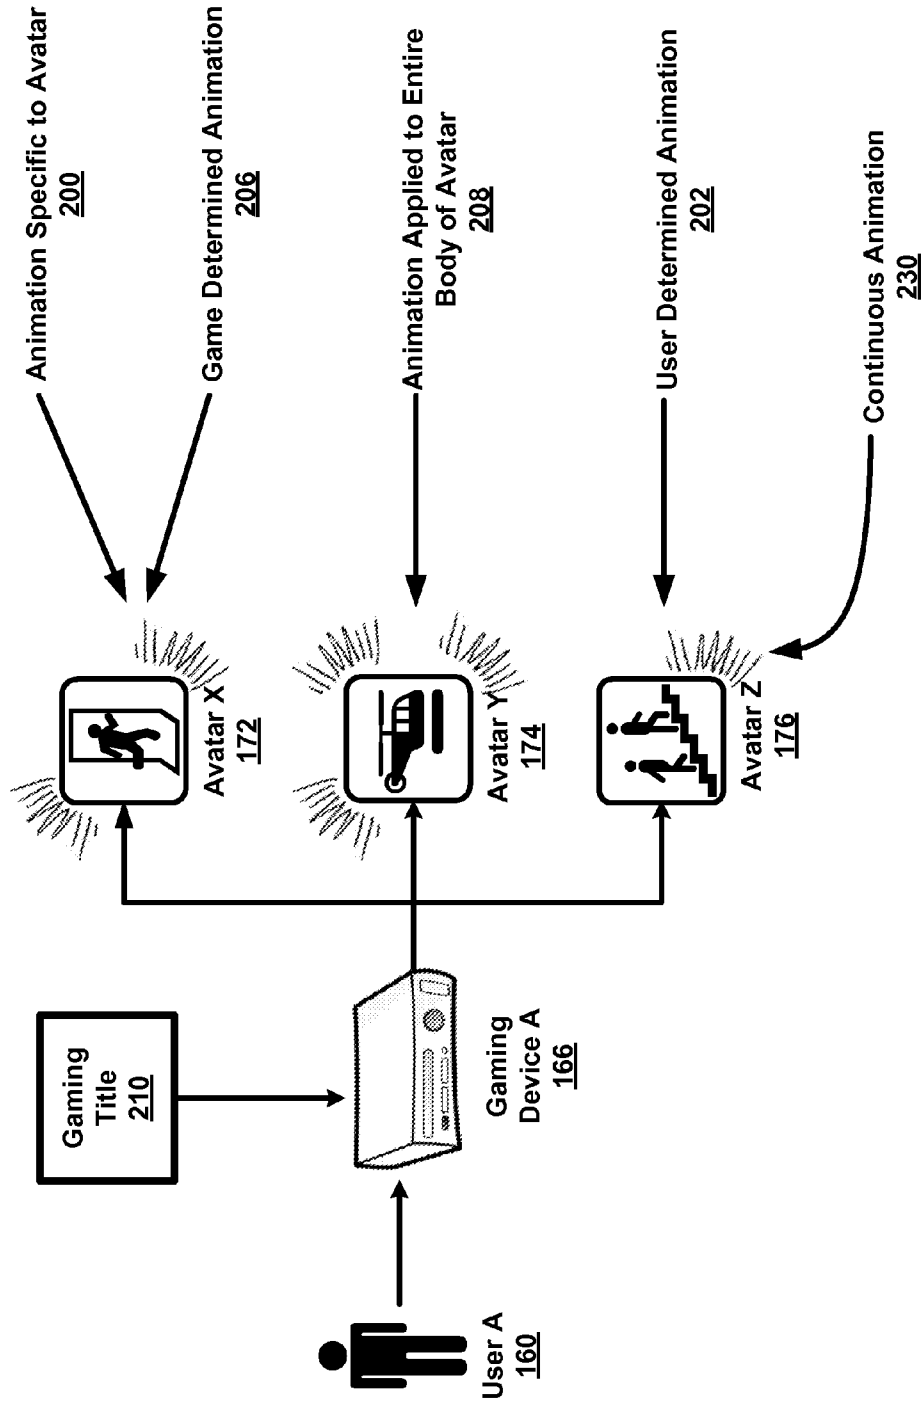 Animation Specific to Avatar
200
Game Determined Animation
206
Animation Applied to Entire
Body of Avatar
208
User Determined Animation
202
Continuous Animation
230
Avatar X
172
Avatar Y
174
Avatar Z
176
Gaming
Title
210
Gaming
Device A
166
User A
160